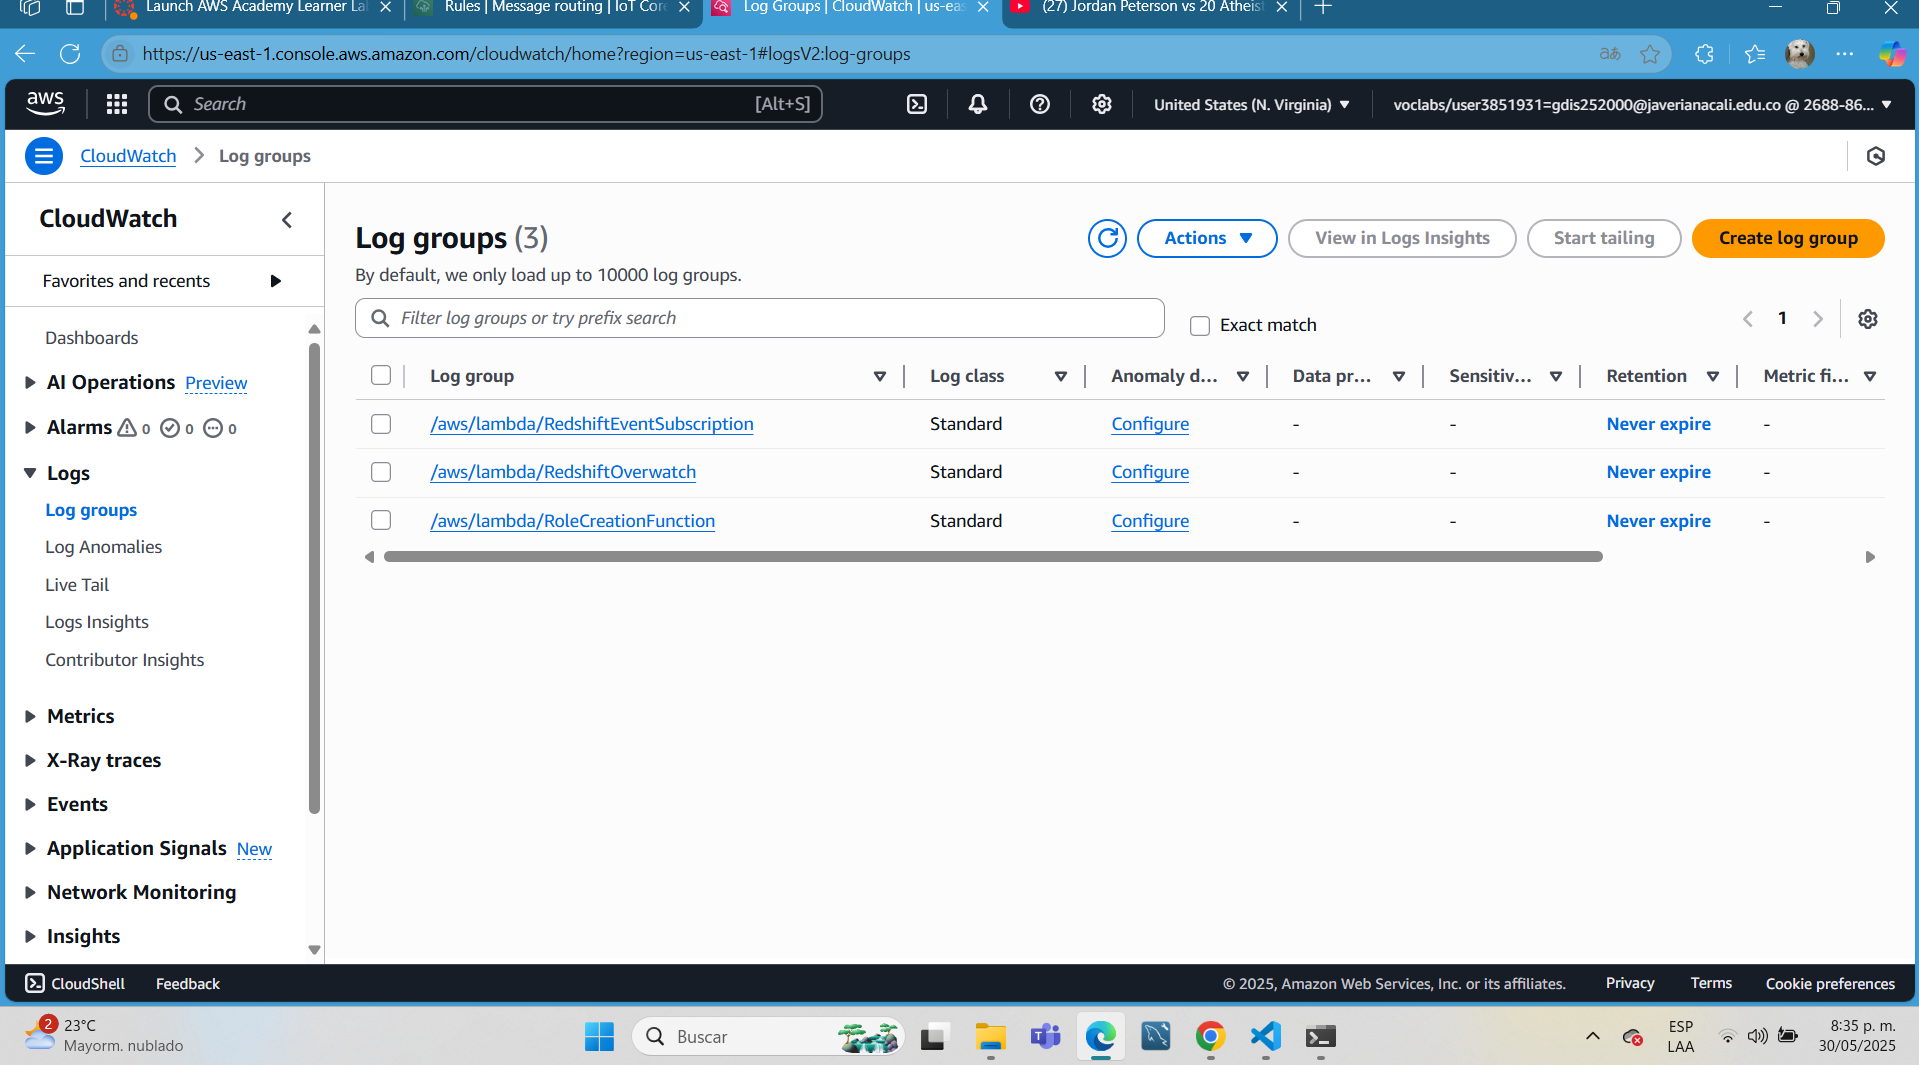 Launch AWS Academy Learner La
Rules | Message routing | IoT Core
Log Groups | CloudWatch | us-eas
(27) Jordan Peterson vs 20 Atheist
https://us-east-1.console.aws.amazon.com/cloudwatch/home?region=us-east-1#logsV2:log-groups
aws
Search
[Alt+S]
United States (N. Virginia)
voclabs/user3851931=gdis252000@javerianacali.edu.co @ 2688-86...
CloudWatch
Log groups
CloudWatch
Favorites and recents
Dashboards
AI Operations Preview
Alarms 0 0 0
Logs
Log groups
Log Anomalies
Live Tail
Logs Insights
Contributor Insights
Metrics
X-Ray traces
Events
Application Signals New
Network Monitoring
Insights
Log groups (3)
By default, we only load up to 10000 log groups.
Actions
View in Logs Insights
Start tailing
Create log group
Filter log groups or try prefix search
Exact match
1
Log group Log class Anomaly d... Data pr... Sensitiv... Retention Metric fi...
/aws/lambda/RedshiftEventSubscription Standard Configure - - Never expire -
/aws/lambda/RedshiftOverwatch Standard Configure - - Never expire -
/aws/lambda/RoleCreationFunction Standard Configure - - Never expire -
CloudShell
Feedback
© 2025, Amazon Web Services, Inc. or its affiliates.
Privacy
Terms
Cookie preferences
2
23°C
Mayorm. nublado
Buscar
ESP
LAA
8:35 p. m.
30/05/2025